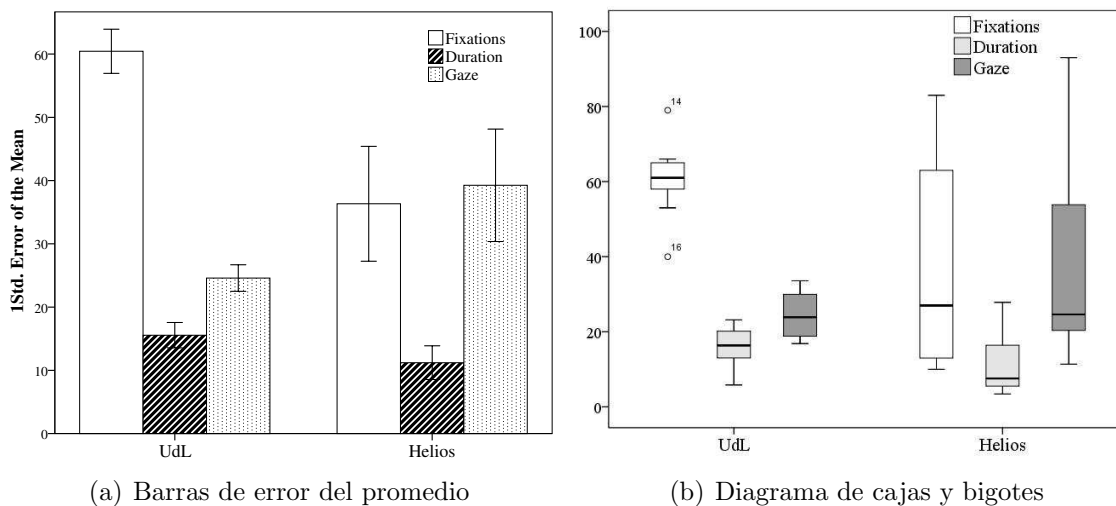 1Std. Error of the Mean
60
50
40
30
20
10
0
Fixations
Duration
Gaze
UdL
Helios
(a) Barras de error del promedio
100
80
60
40
20
0
Fixations
Duration
Gaze
14
16
UdL
Helios
(b) Diagrama de cajas y bigotes